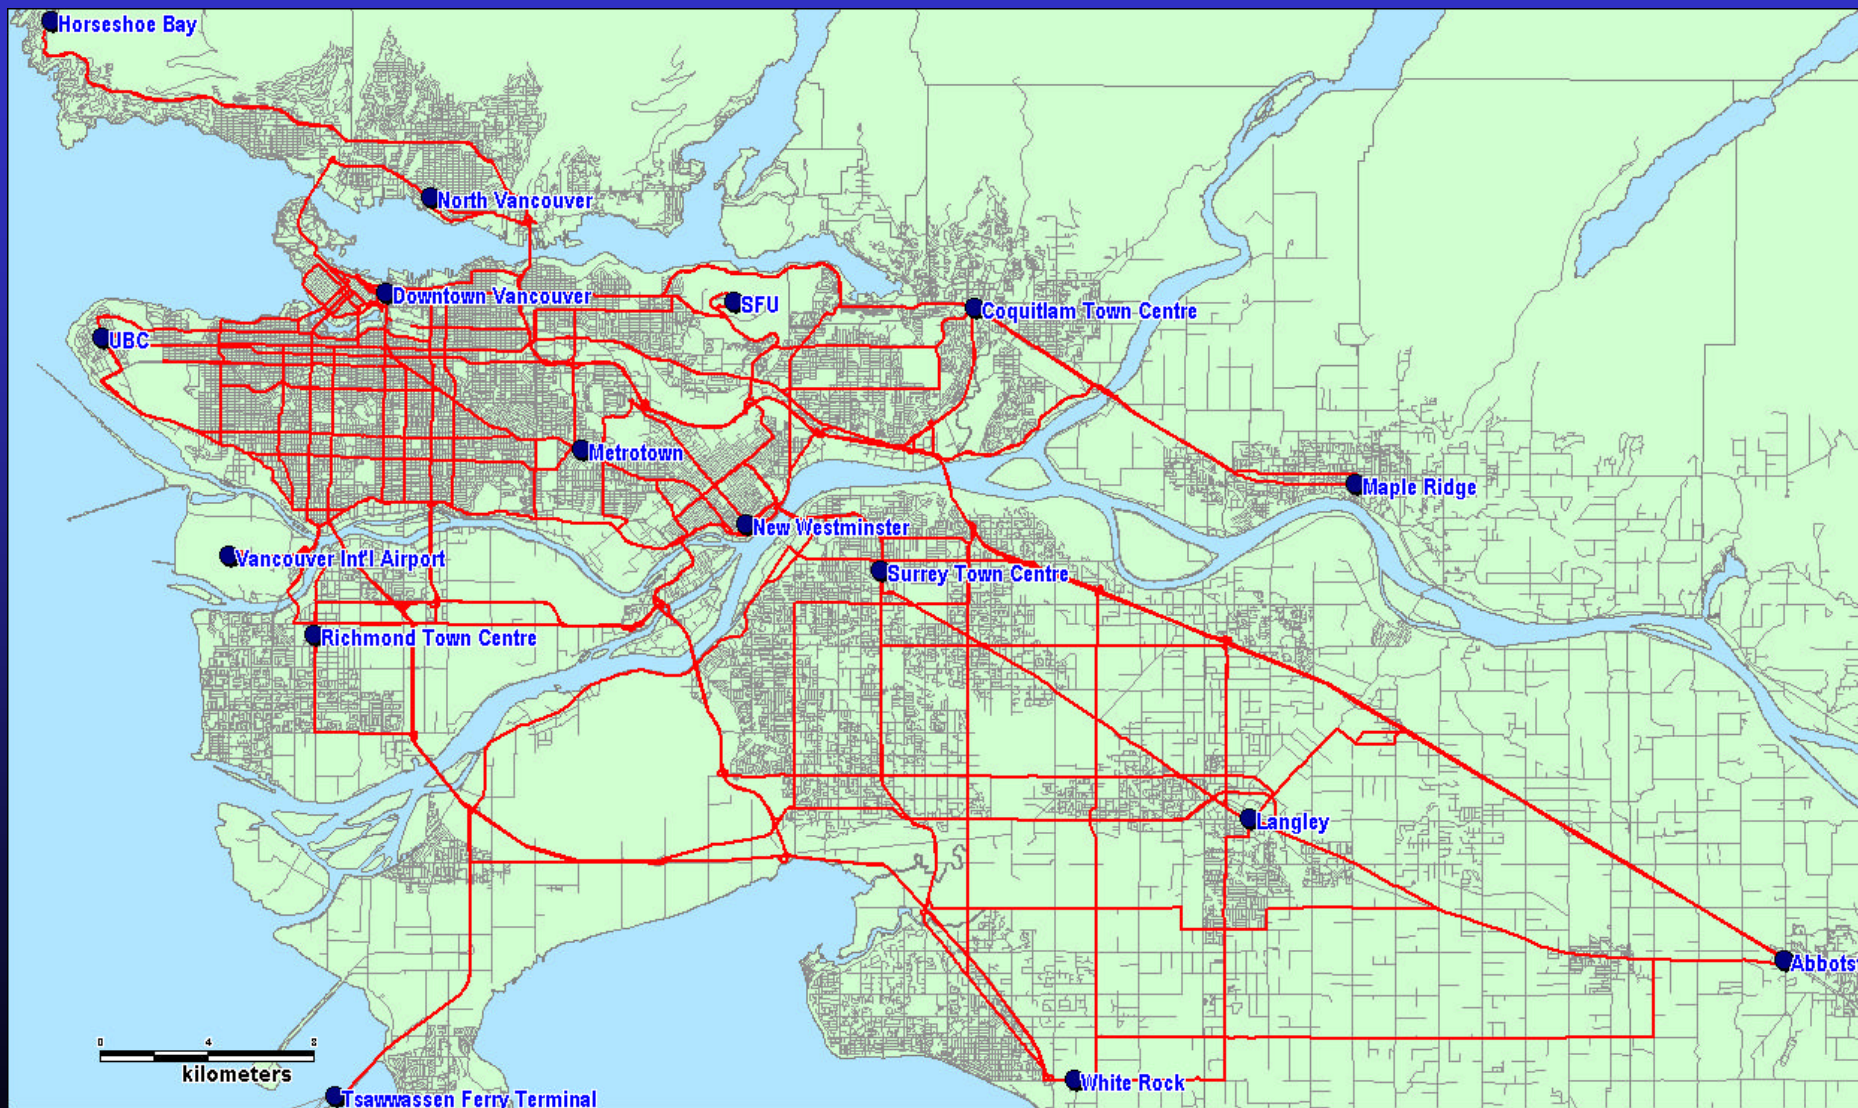 Horseshoe Bay
North Vancouver
Downtown Vancouver
SFU
Coquitlam Town Centre
UBC
Metrotown
Maple Ridge
New Westminster
Vancouver Int'l Airport
Surrey Town Centre
Richmond Town Centre
Langley
Abbots
0 4 8
kilometers
White Rock
Tsawwassen Ferry Terminal